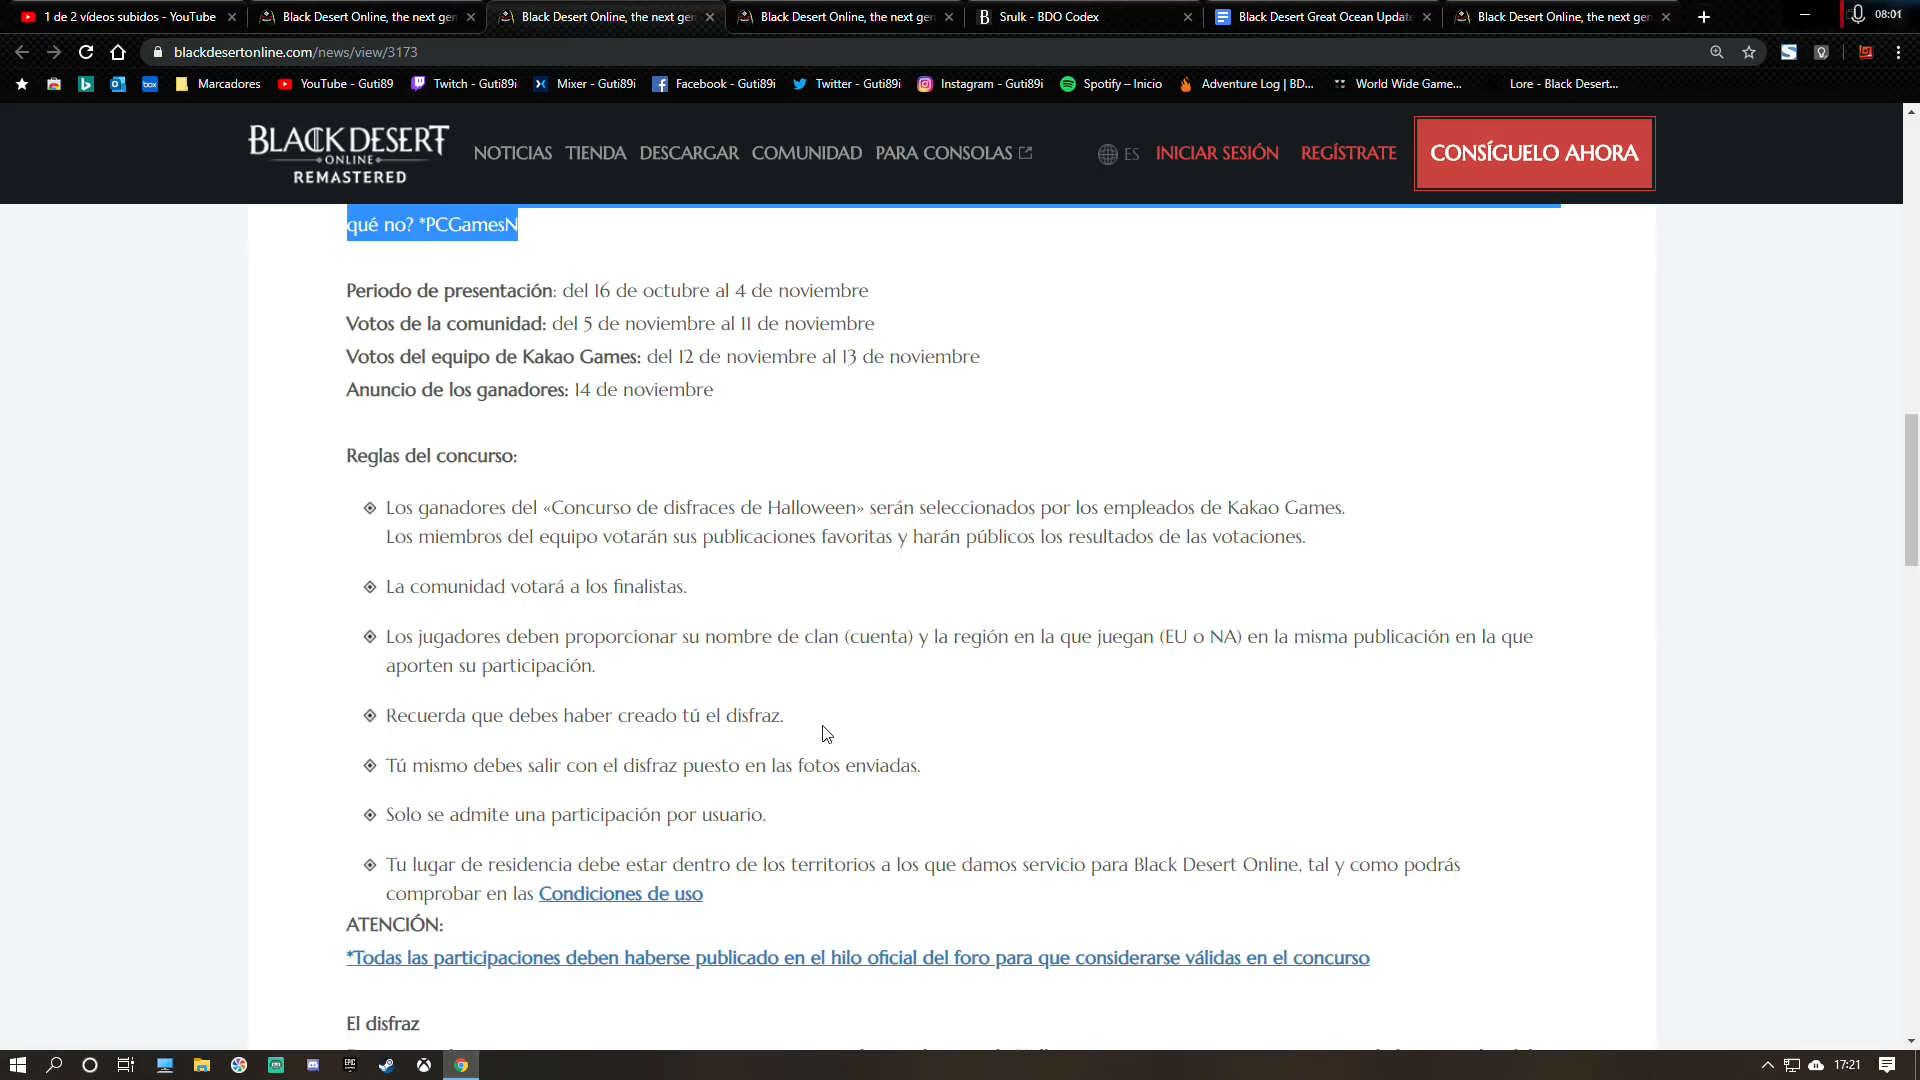 1 de 2 vídeos subidos - YouTube
Black Desert Online, the next gen
Black Desert Online, the next gen
Black Desert Online, the next gen
Srulk - BDO Codex
Black Desert Great Ocean Update
Black Desert Online, the next gen
08:01
blackdesertonline.com/news/view/3173
Marcadores
YouTube - Guti89
Twitch - Guti89i
Mixer - Guti89i
Facebook - Guti89i
Twitter - Guti89i
Instagram - Guti89i
Spotify – Inicio
Adventure Log | BD...
World Wide Game...
Lore - Black Desert...
BLACK DESERT
ONLINE
REMASTERED
NOTICIAS TIENDA DESCARGAR COMUNIDAD PARA CONSOLAS
ES INICIAR SESIÓN REGÍSTRATE CONSÍGUELO AHORA
qué no? *PCGamesN
Periodo de presentación: del 16 de octubre al 4 de noviembre
Votos de la comunidad: del 5 de noviembre al 11 de noviembre
Votos del equipo de Kakao Games: del 12 de noviembre al 13 de noviembre
Anuncio de los ganadores: 14 de noviembre
Reglas del concurso:
Los ganadores del «Concurso de disfraces de Halloween» serán seleccionados por los empleados de Kakao Games.
Los miembros del equipo votarán sus publicaciones favoritas y harán públicos los resultados de las votaciones.
La comunidad votará a los finalistas.
Los jugadores deben proporcionar su nombre de clan (cuenta) y la región en la que juegan (EU o NA) en la misma publicación en la que
aporten su participación.
Recuerda que debes haber creado tú el disfraz.
Tú mismo debes salir con el disfraz puesto en las fotos enviadas.
Solo se admite una participación por usuario.
Tu lugar de residencia debe estar dentro de los territorios a los que damos servicio para Black Desert Online, tal y como podrás
comprobar en las Condiciones de uso
ATENCIÓN:
*Todas las participaciones deben haberse publicado en el hilo oficial del foro para que considerarse válidas en el concurso
El disfraz
17:21